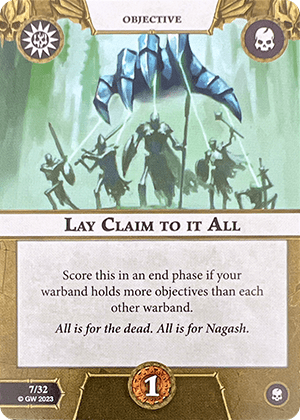 OBJECTIVE
LAY CLAIM TO IT ALL
Score this in an end phase if your
warband holds more objectives than each
other warband.
All is for the dead. All is for Nagash.
7/32
© GW 2023
1